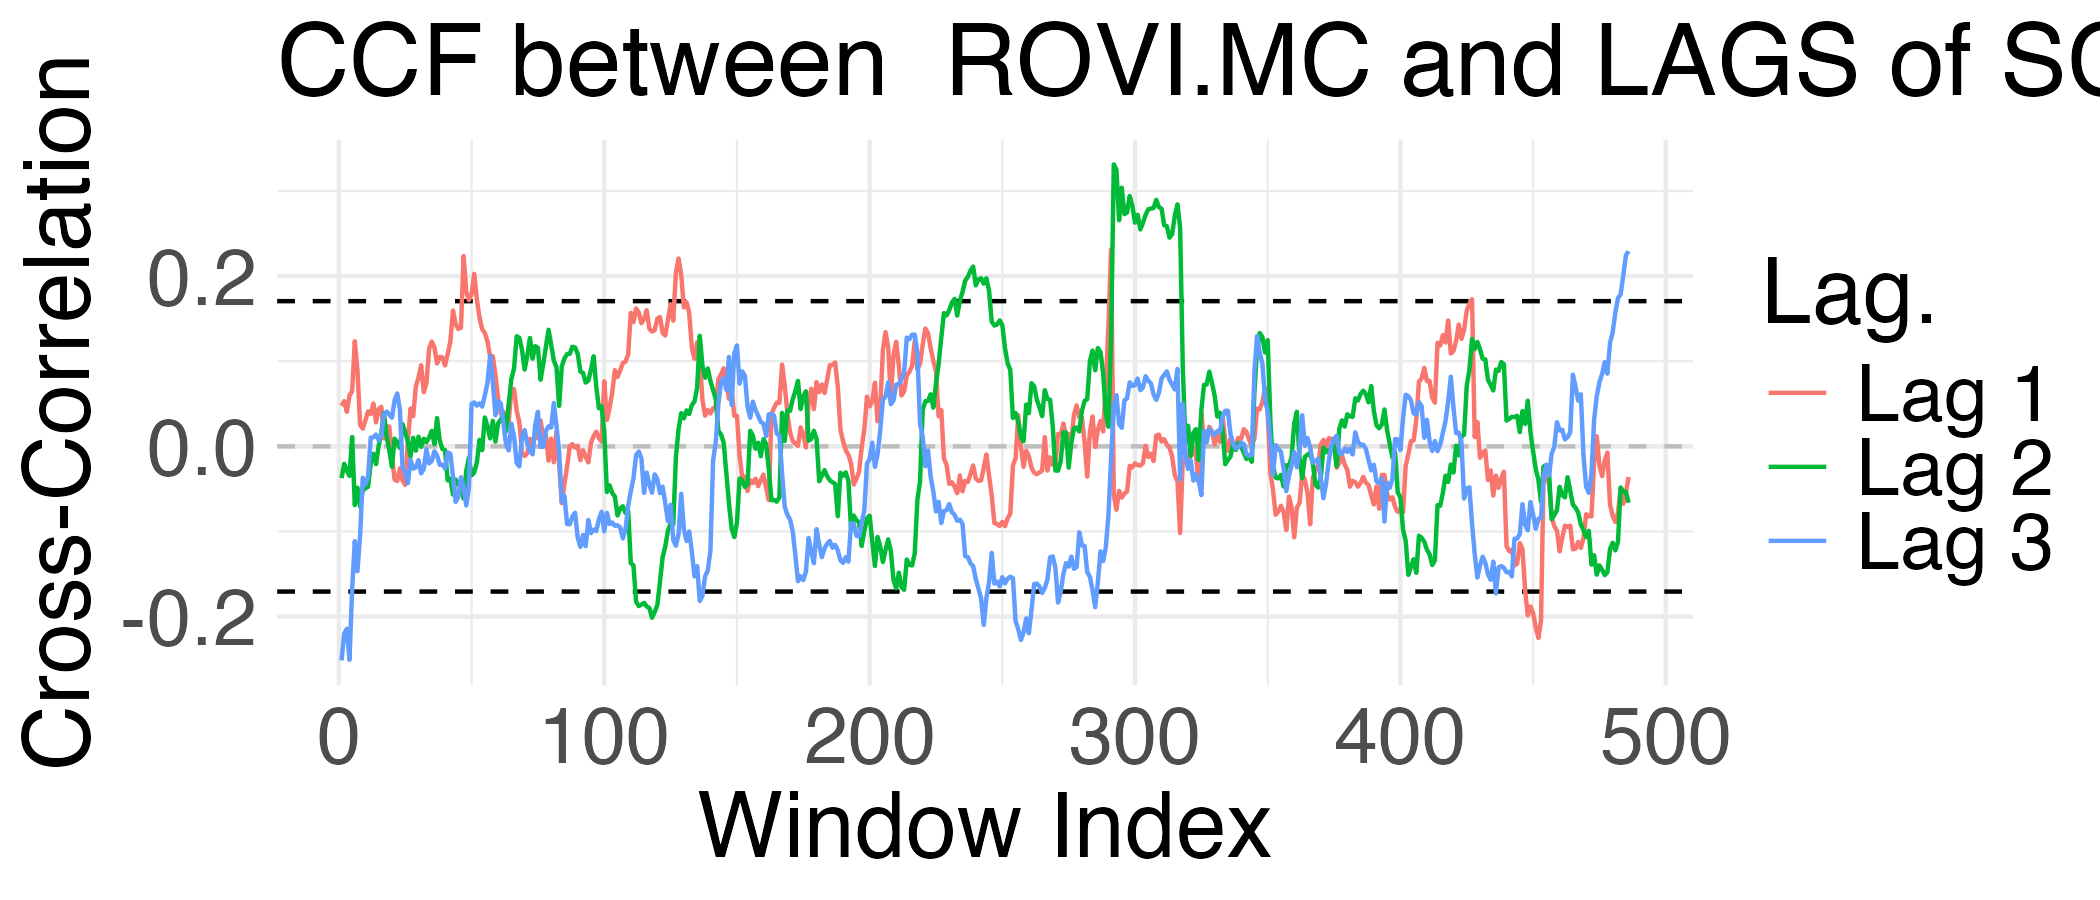 CCF between ROVI.MC and LAGS of
Cross-Correlation
0.2
0.0
-0.2
0 100 200 300 400 500
Window Index
Lag.
Lag 1
Lag 2
Lag 3